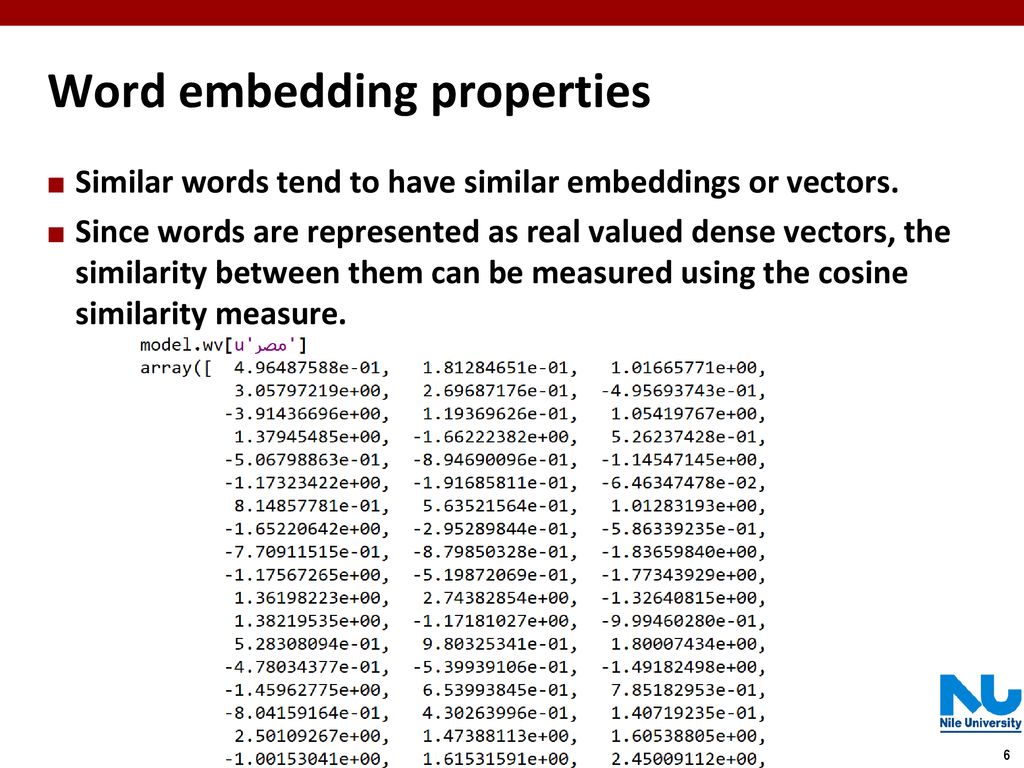 Word embedding properties
Similar words tend to have similar embeddings or vectors.
Since words are represented as real valued dense vectors, the
similarity between them can be measured using the cosine
similarity measure.
model.wv[u'مصر']
array([ 4.96487588e-01, 1.81284651e-01, 1.01665771e+00,
3.05797219e+00, 2.69687176e-01, -4.95693743e-01,
-3.91436696e+00, 1.19369626e-01, 1.05419767e+00,
1.37945485e+00, -1.66222382e+00, 5.26237428e-01,
-5.06798863e-01, -8.94690096e-01, -1.14547145e+00,
-1.17323422e+00, -1.91685811e-01, -6.46347478e-02,
8.14857781e-01, 5.63521564e-01, 1.01283193e+00,
-1.65220642e+00, -2.95289844e-01, -5.86339235e-01,
-7.70911515e-01, -8.79850328e-01, -1.83659840e+00,
-1.17567265e+00, -5.19872069e-01, -1.77343929e+00,
1.36198223e+00, 2.74382854e+00, -1.32640815e-01,
1.38219535e+00, -1.17181027e+00, -9.99460280e-01,
5.28308094e-01, 9.80325341e-01, 1.80007434e+00,
-4.78034377e-01, -5.39939106e-01, -1.49182498e+00,
-1.45962775e+00, 6.53993845e-01, 7.85182953e-01,
-8.04159164e-01, 4.30263996e-01, 1.40719235e-01,
2.50109267e+00, 1.47388113e+00, 1.60538805e+00,
-1.00153041e+00, 1.61531591e+00, 2.45009112e+00,
NU
Nile University
6